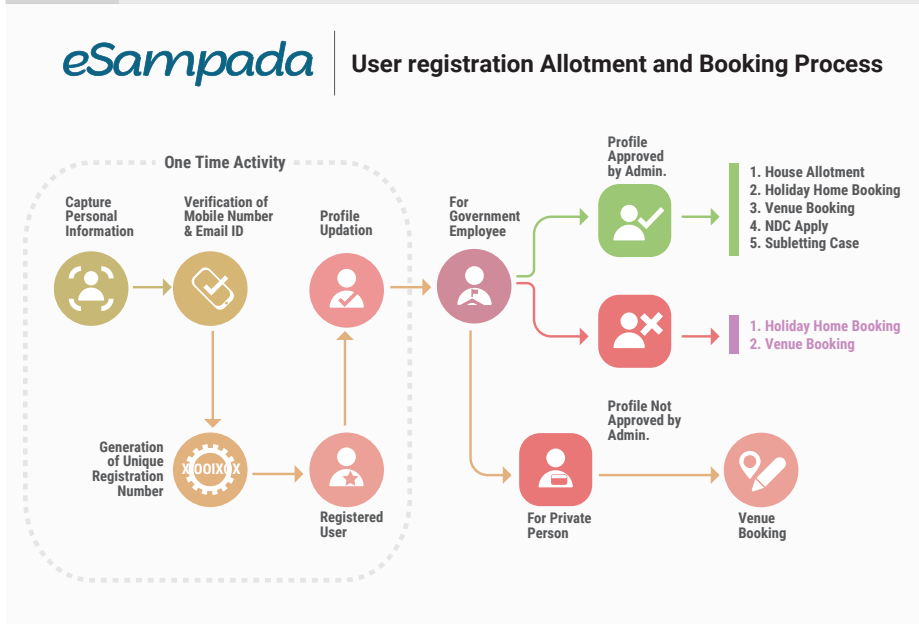 eSampada
User registration Allotment and Booking Process
One Time Activity
Capture
Personal
Information
Verification of
Mobile Number
& Email ID
Profile
Updation
Generation
of Unique
Registration
Number
XOOIXOX
Registered
User
For
Government
Employee
Profile
Approved
by Admin.
1. House Allotment
2. Holiday Home Booking
3. Venue Booking
4. NDC Apply
5. Subletting Case
1. Holiday Home Booking
2. Venue Booking
Profile Not
Approved by
Admin.
For Private
Person
Venue
Booking